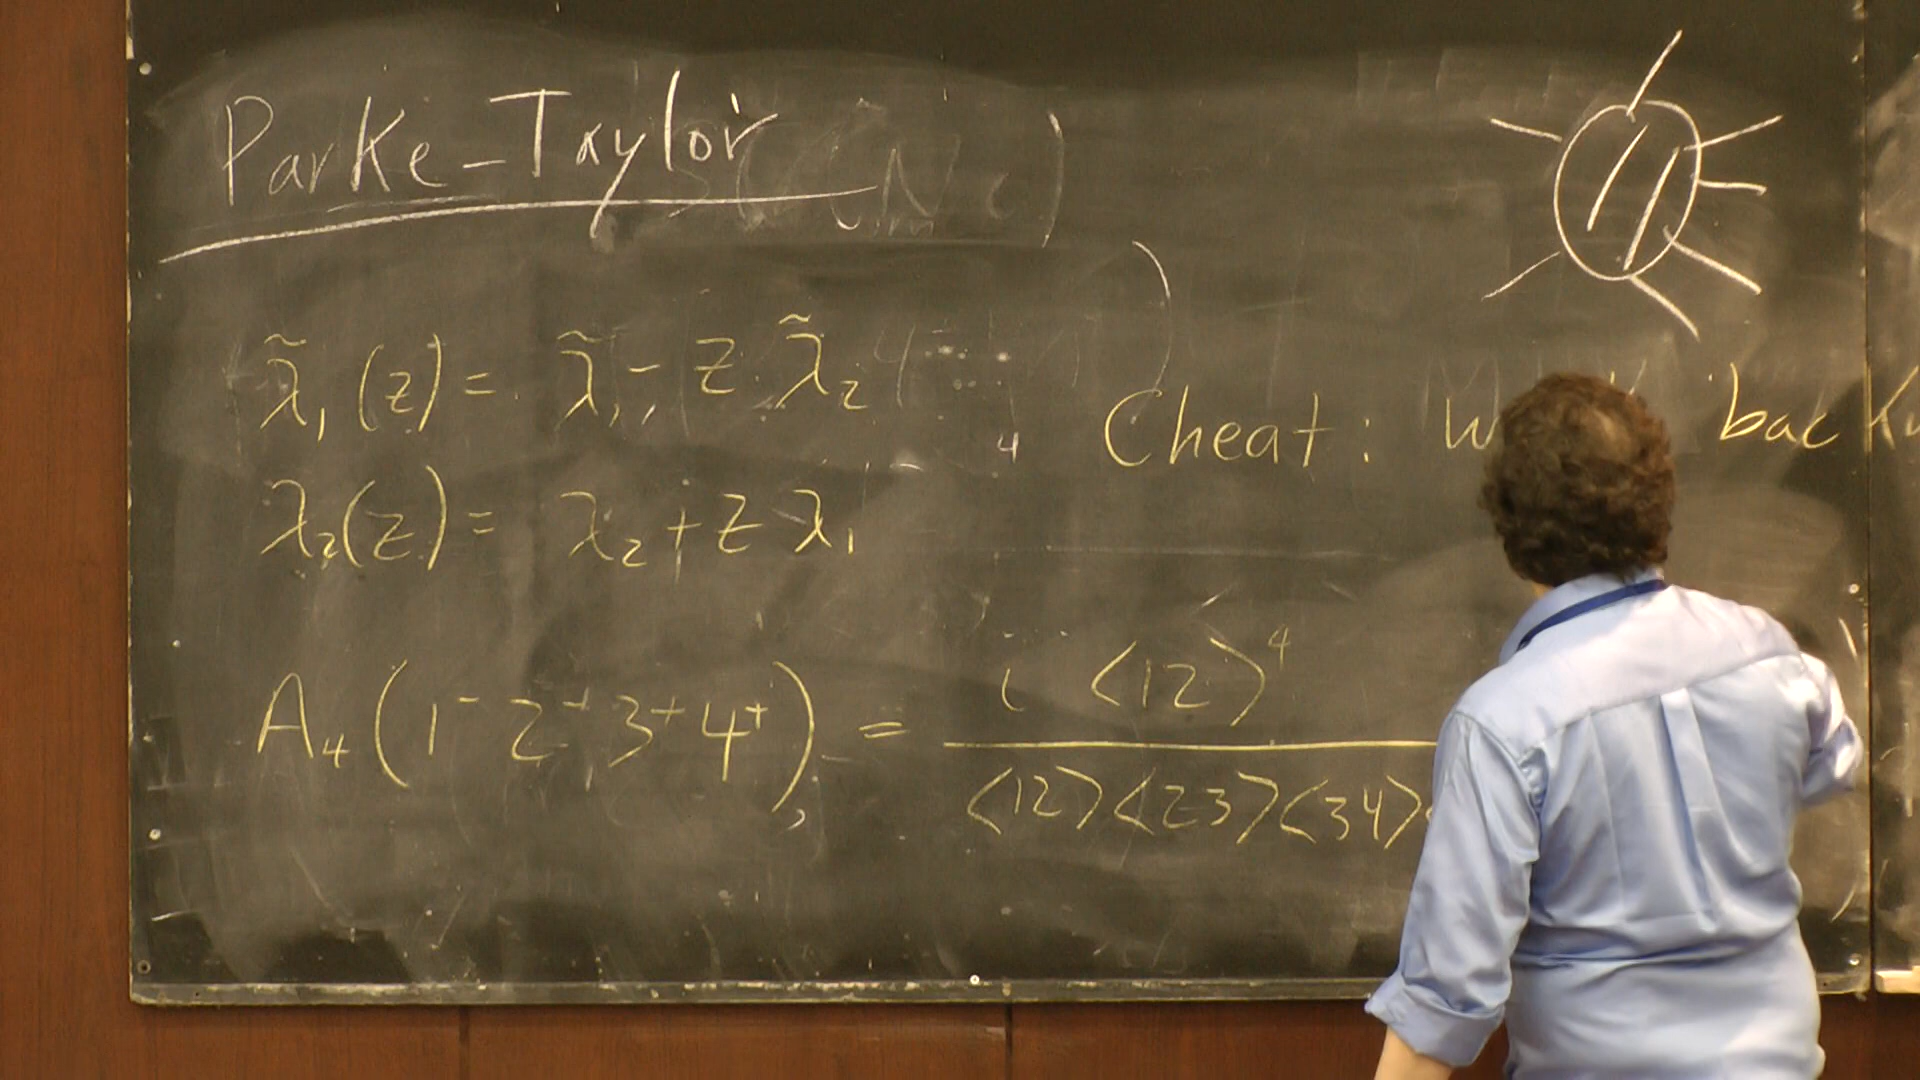 Parke-Taylor
λ̃₁(z) = λ̃₁ - z λ̃₂
Cheat: bac
λ₂(z) = λ₂ + z λ₁
A₄(1⁻ 2⁻ 3⁺ 4⁺) = i ⟨12⟩⁴
⟨12⟩⟨23⟩⟨34⟩